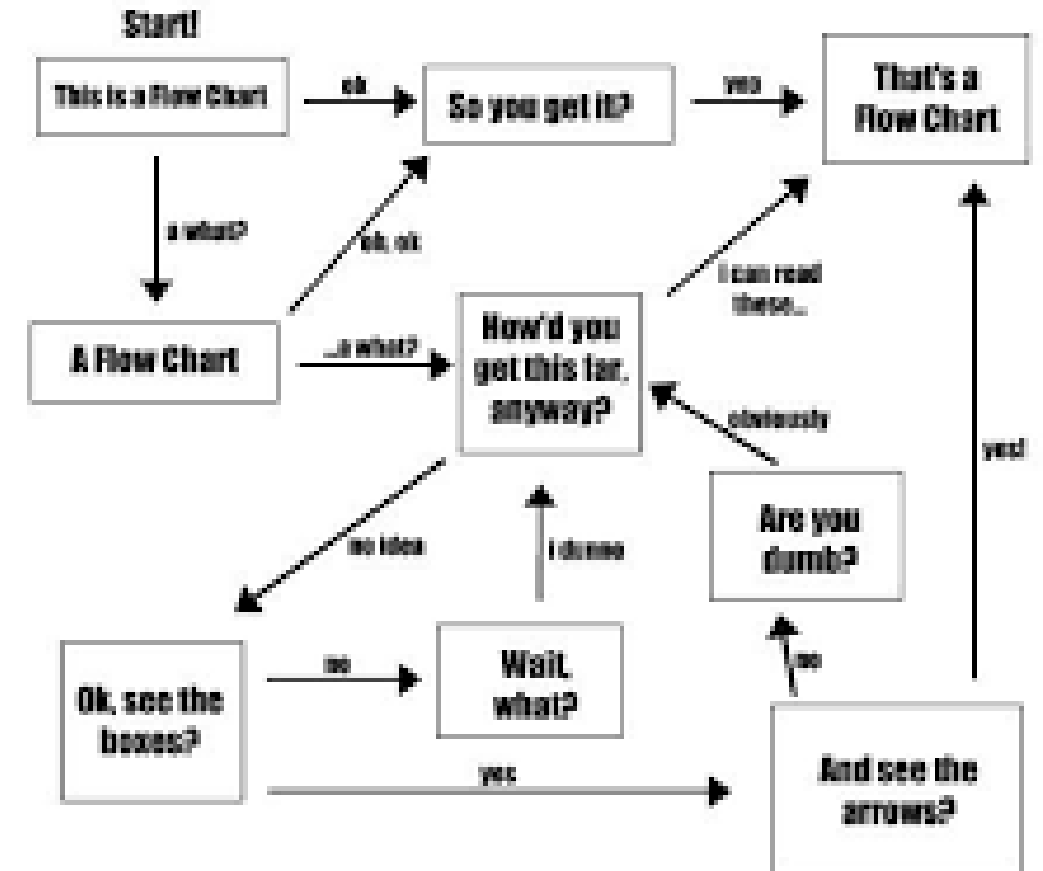 Start!
This is a Flow Chart
ok
So you get it?
yes
That's a
Flow Chart
a what?
oh, ok
i can read
these...
A Flow Chart
...a what?
How'd you
get this far,
anyway?
obviously
yes!
Are you
dumb?
no idea
i dunno
no
Ok, see the
boxes?
no
Wait,
what?
yes
And see the
arrows?